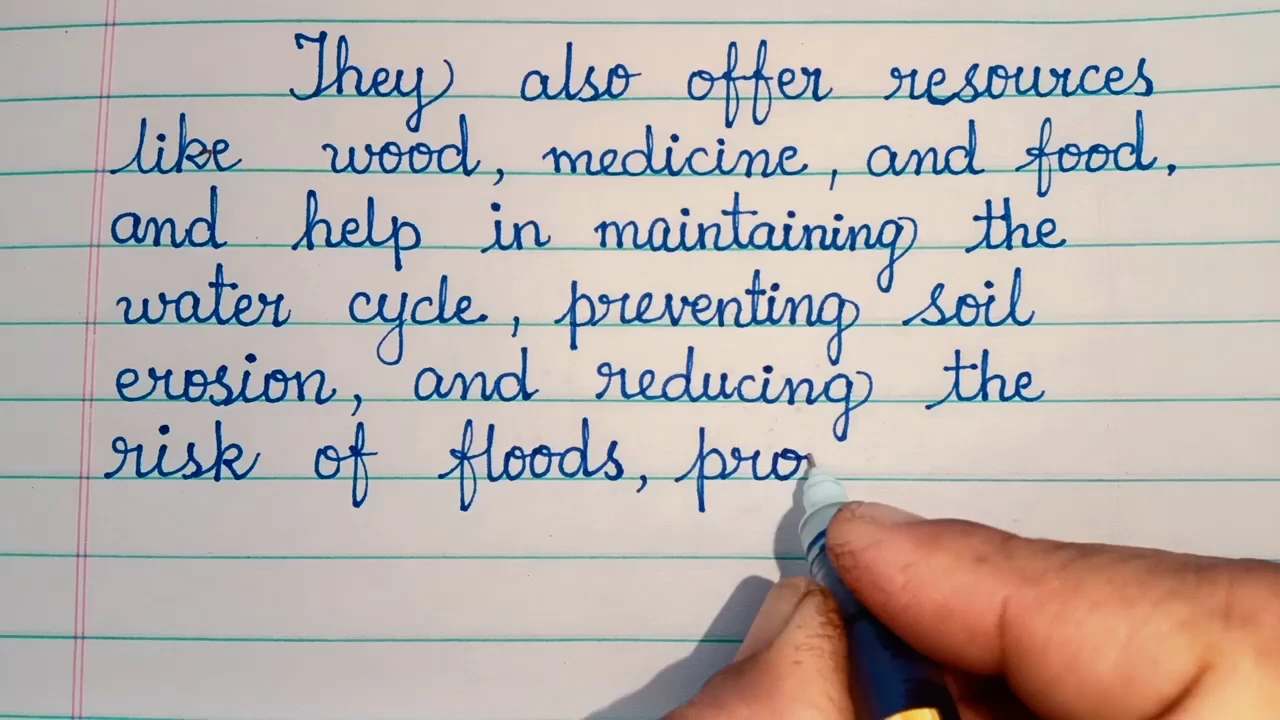 They also offer resources
like wood, medicine, and food,
and help in maintaining the
water cycle, preventing soil
erosion, and reducing the
risk of floods, pro